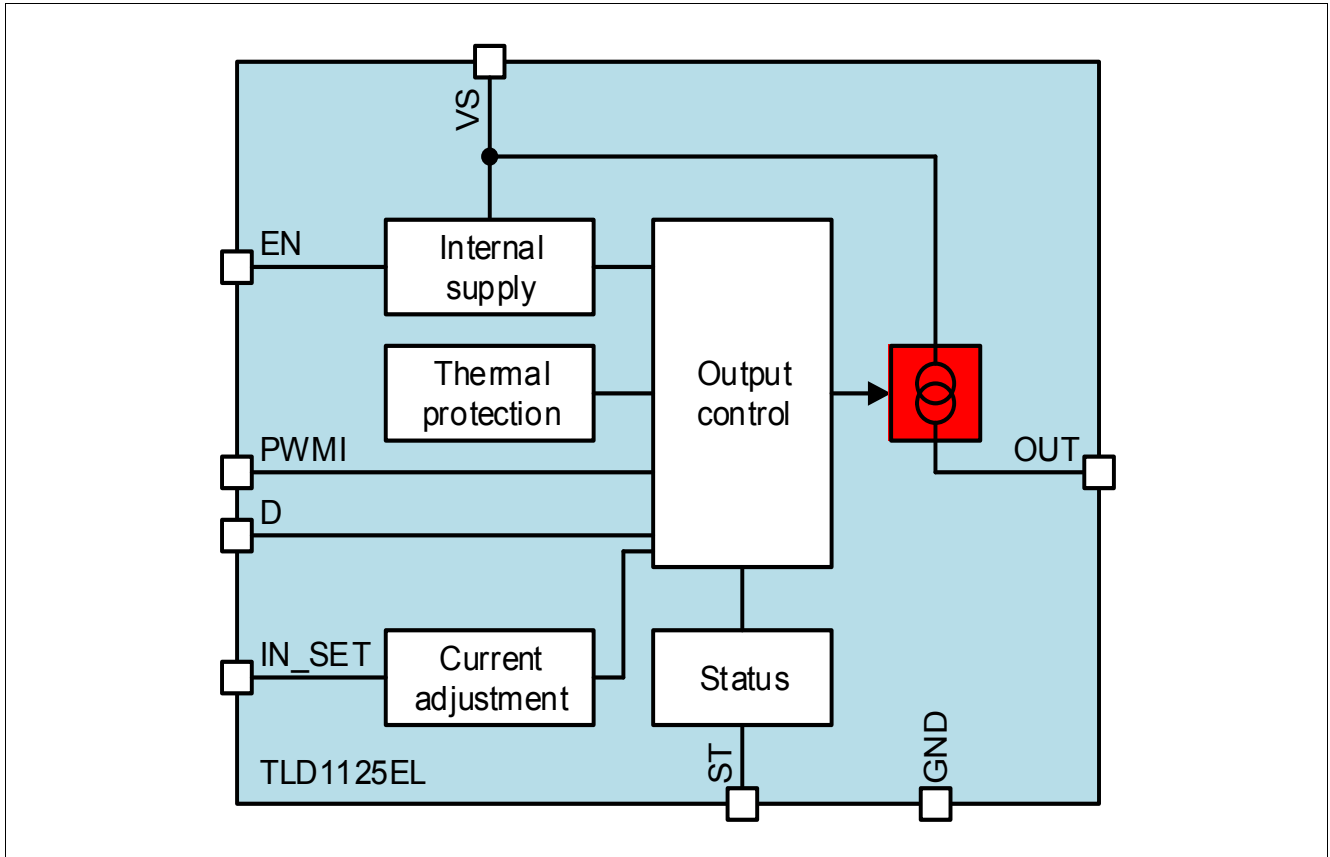 VS
EN
Internal
supply
Thermal
protection
Output
control
PWMI
OUT
D
IN_SET
Current
adjustment
Status
ST
GND
TLD1125EL